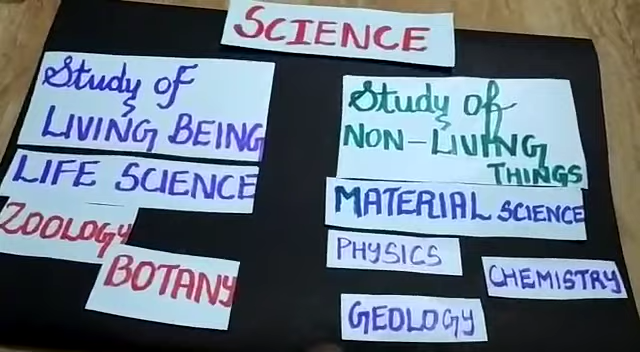 SCIENCE
Study of
LIVING BEING
LIFE SCIENCE
ZOOLOGY
BOTANY
Study of
NON-LIVING
THINGS
MATERIAL SCIENCE
PHYSICS
CHEMISTRY
GEOLOGY